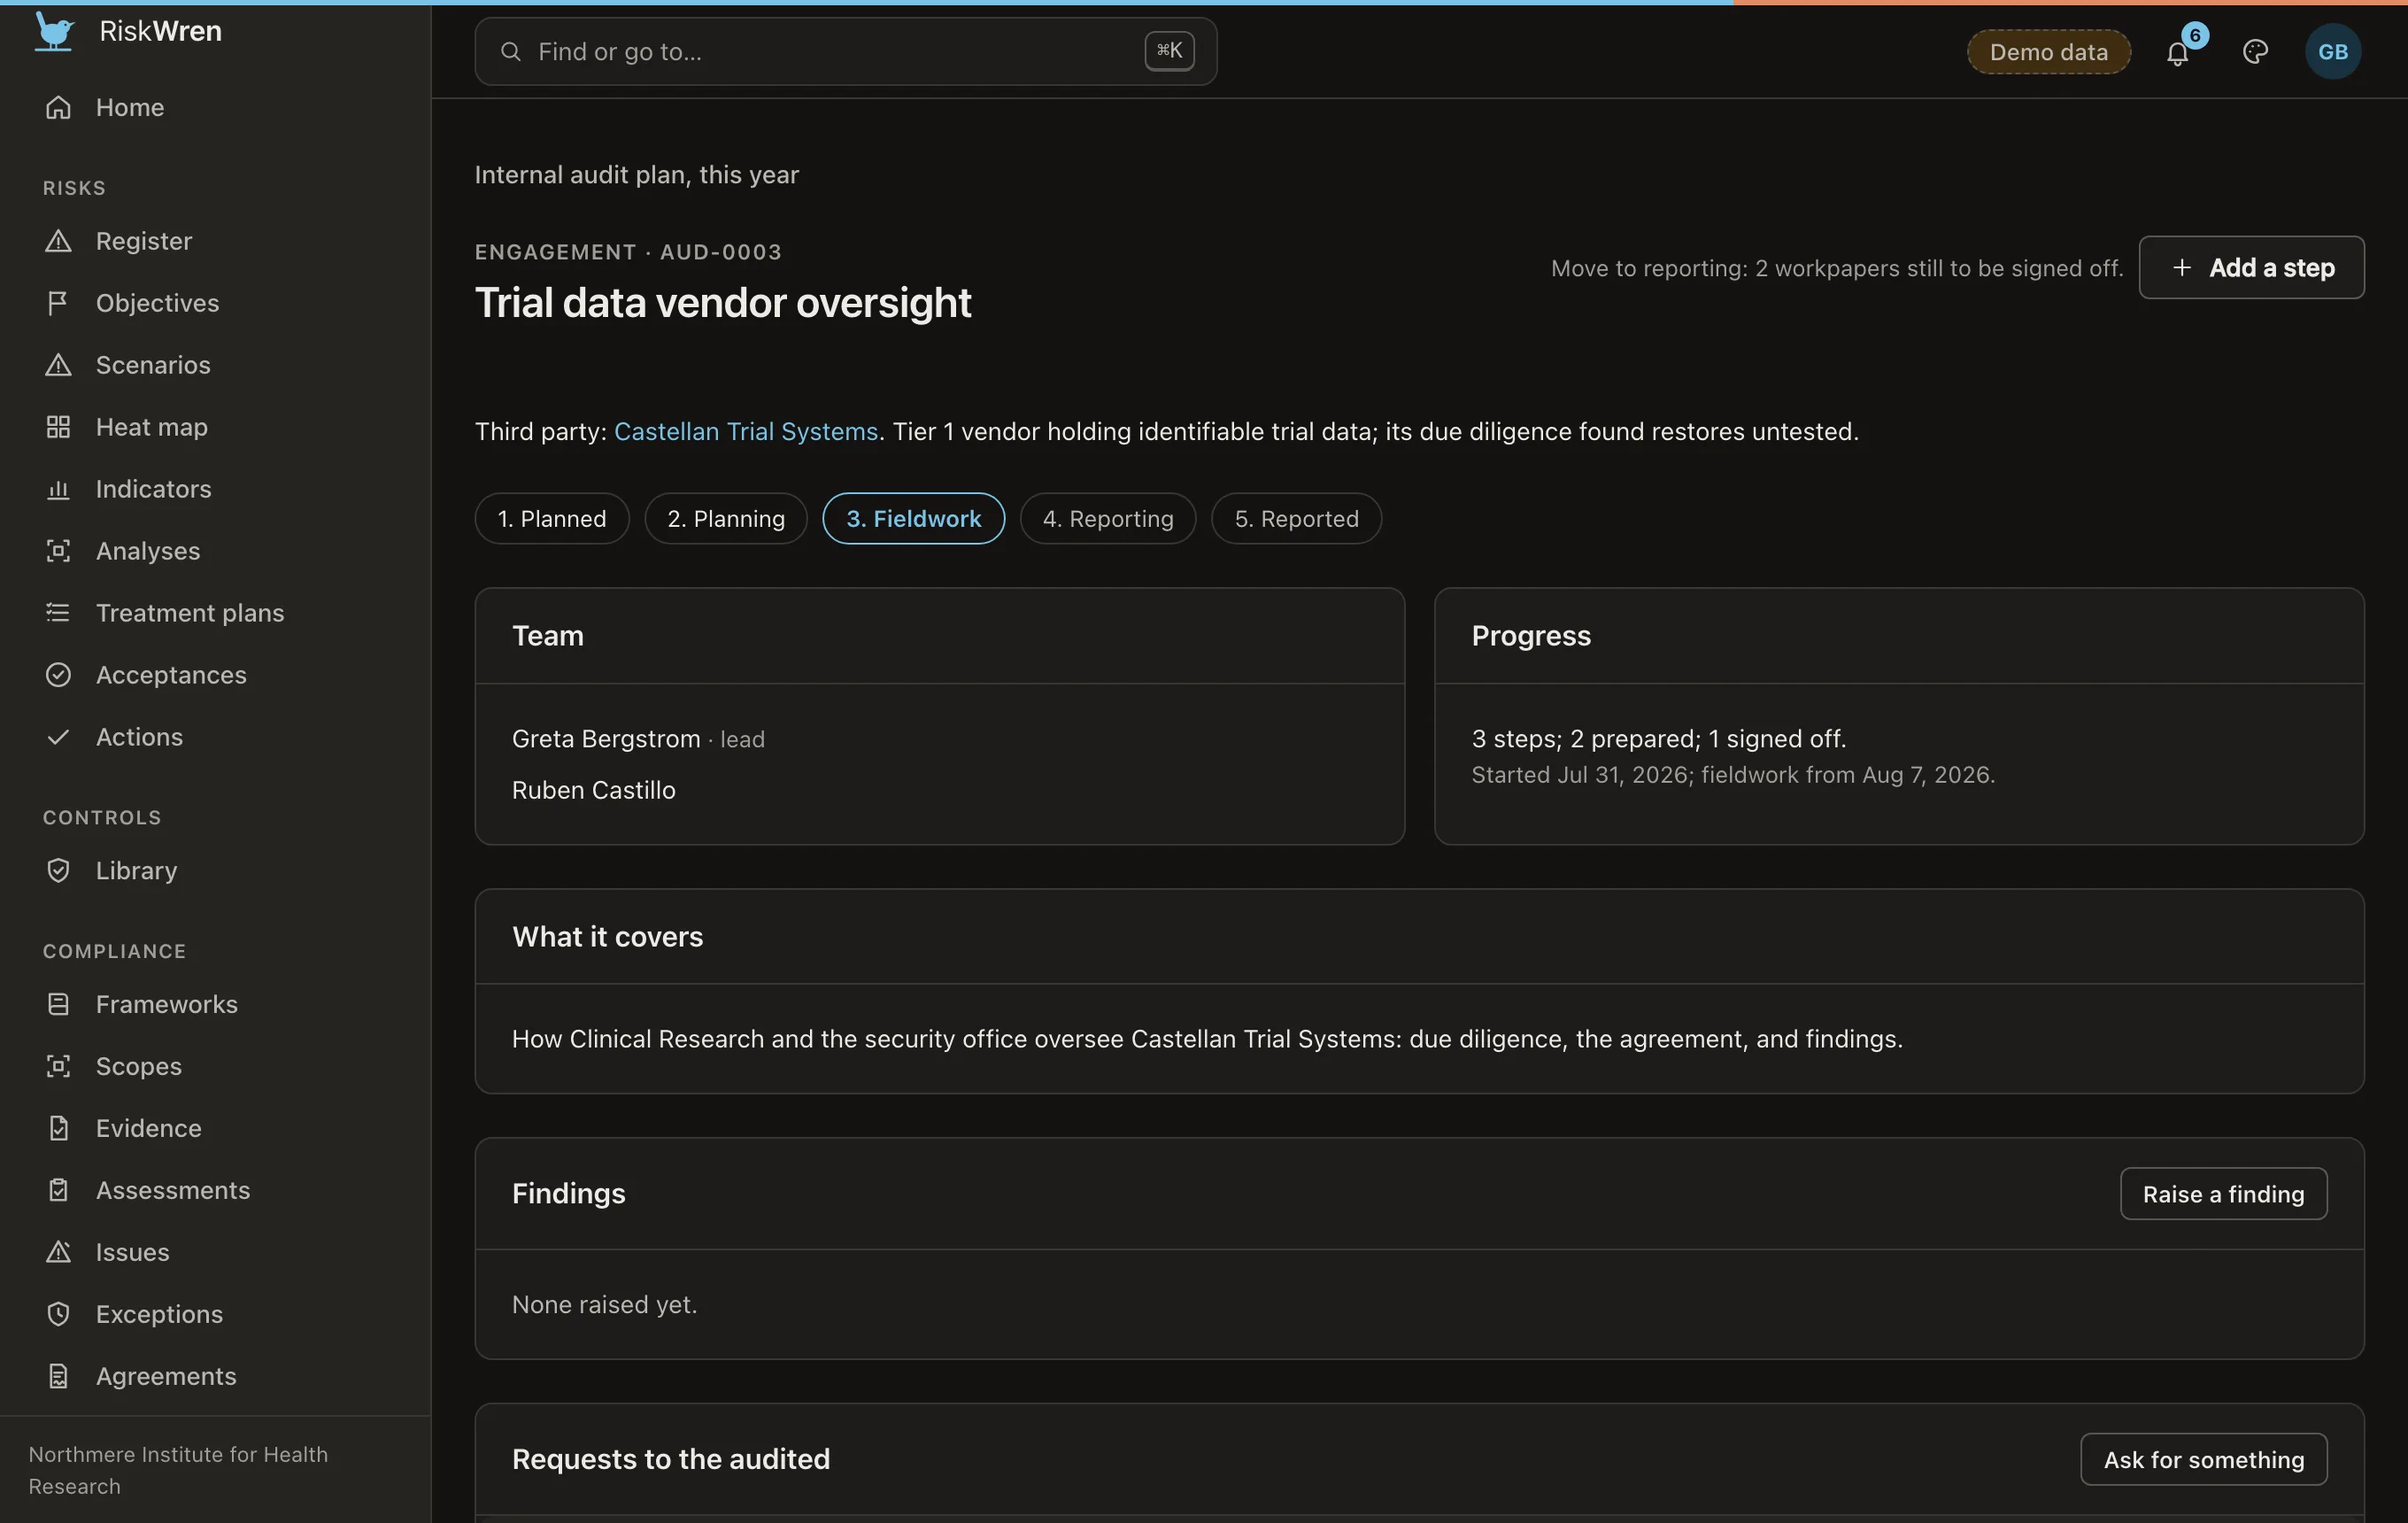 RiskWren
Find or go to...
⌘K
Demo data
6
GB
Home
RISKS
Register
Objectives
Scenarios
Heat map
Indicators
Analyses
Treatment plans
Acceptances
Actions
CONTROLS
Library
COMPLIANCE
Frameworks
Scopes
Evidence
Assessments
Issues
Exceptions
Agreements
Northmere Institute for Health
Research
Internal audit plan, this year
ENGAGEMENT · AUD-0003
Trial data vendor oversight
Move to reporting: 2 workpapers still to be signed off.
+ Add a step
Third party: Castellan Trial Systems. Tier 1 vendor holding identifiable trial data; its due diligence found restores untested.
1. Planned
2. Planning
3. Fieldwork
4. Reporting
5. Reported
Team
Greta Bergstrom · lead
Ruben Castillo
Progress
3 steps; 2 prepared; 1 signed off.
Started Jul 31, 2026; fieldwork from Aug 7, 2026.
What it covers
How Clinical Research and the security office oversee Castellan Trial Systems: due diligence, the agreement, and findings.
Findings
Raise a finding
None raised yet.
Requests to the audited
Ask for something